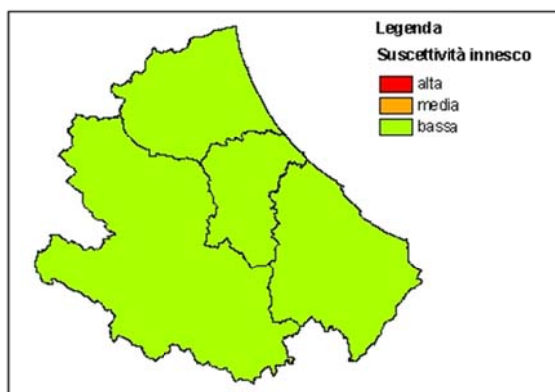 Legenda
Suscettività innesco
alta
media
bassa